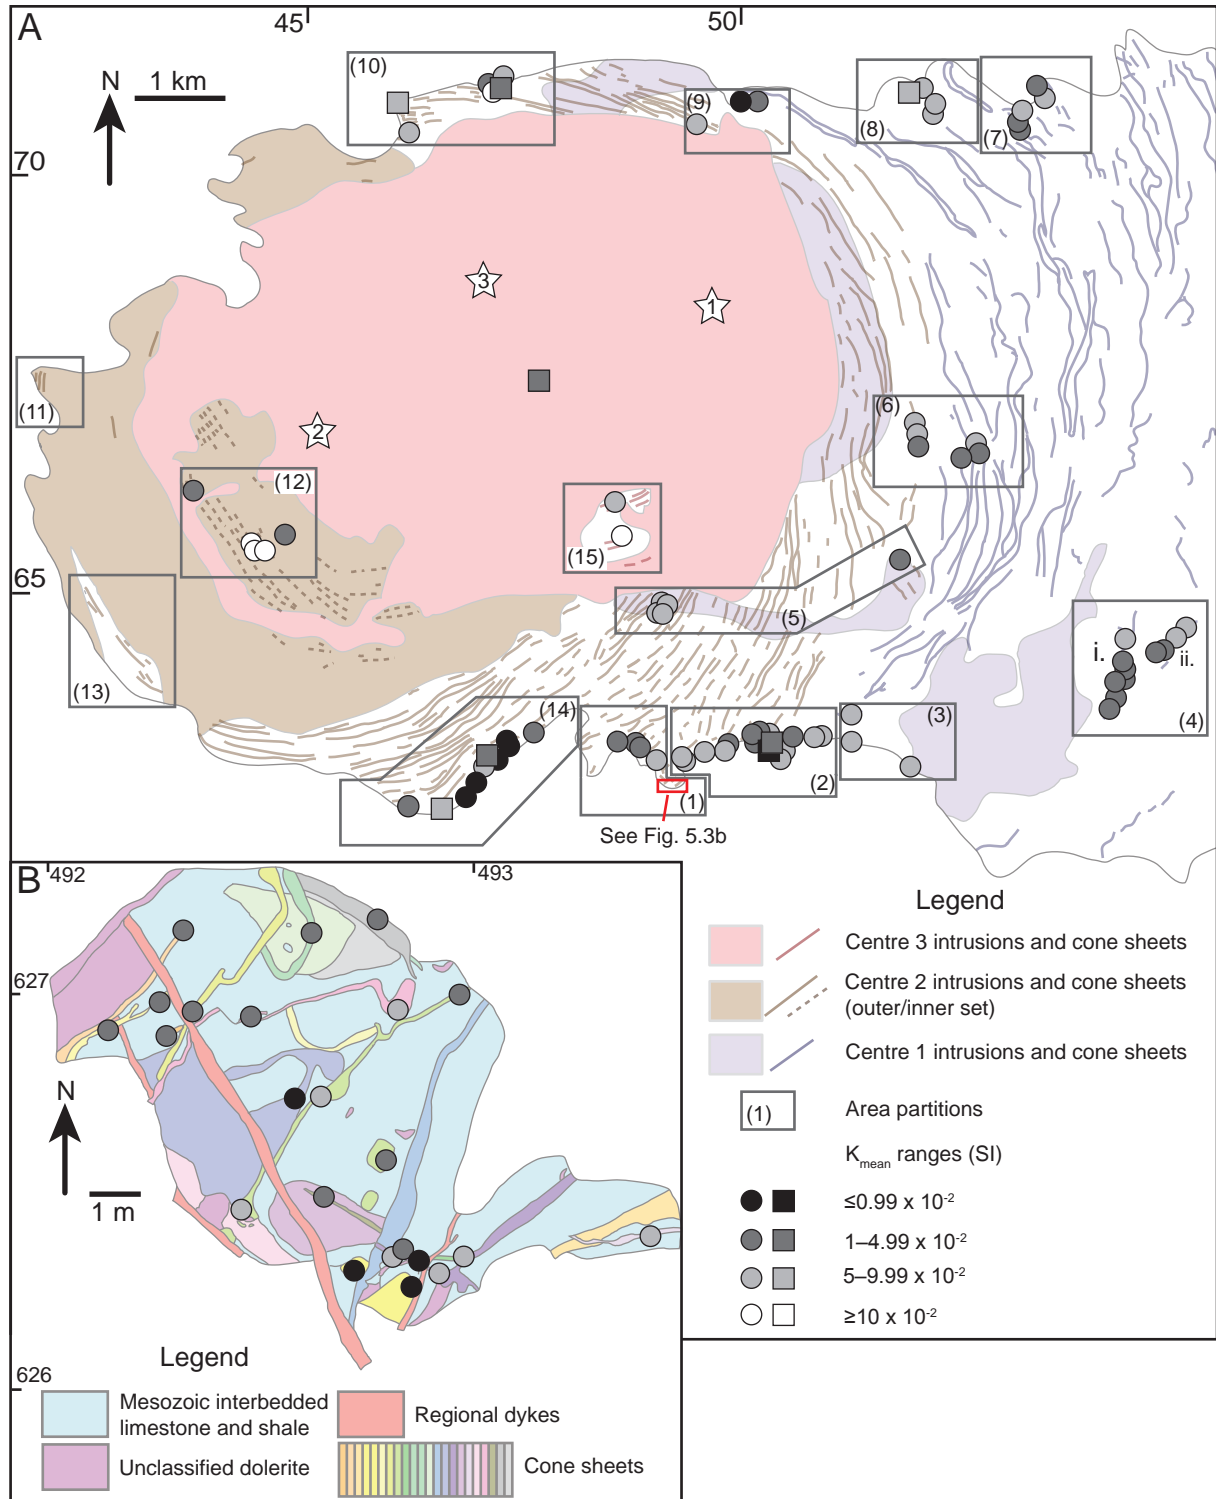 A
45
50
N
1 km
(10)
(9)
(8)
(7)
70
3
1
2
(11)
(6)
(12)
(15)
65
(5)
(13)
i.
ii.
(14)
(3)
(4)
(2)
(1)
See Fig. 5.3b
B
492
493
627
N
1 m
626
Legend
Mesozoic interbedded
limestone and shale
Regional dykes
Unclassified dolerite
Cone sheets
Legend
Centre 3 intrusions and cone sheets
Centre 2 intrusions and cone sheets
(outer/inner set)
Centre 1 intrusions and cone sheets
(1) Area partitions
Kmean ranges (SI)
≤0.99 x 10-2
1–4.99 x 10-2
5–9.99 x 10-2
≥10 x 10-2